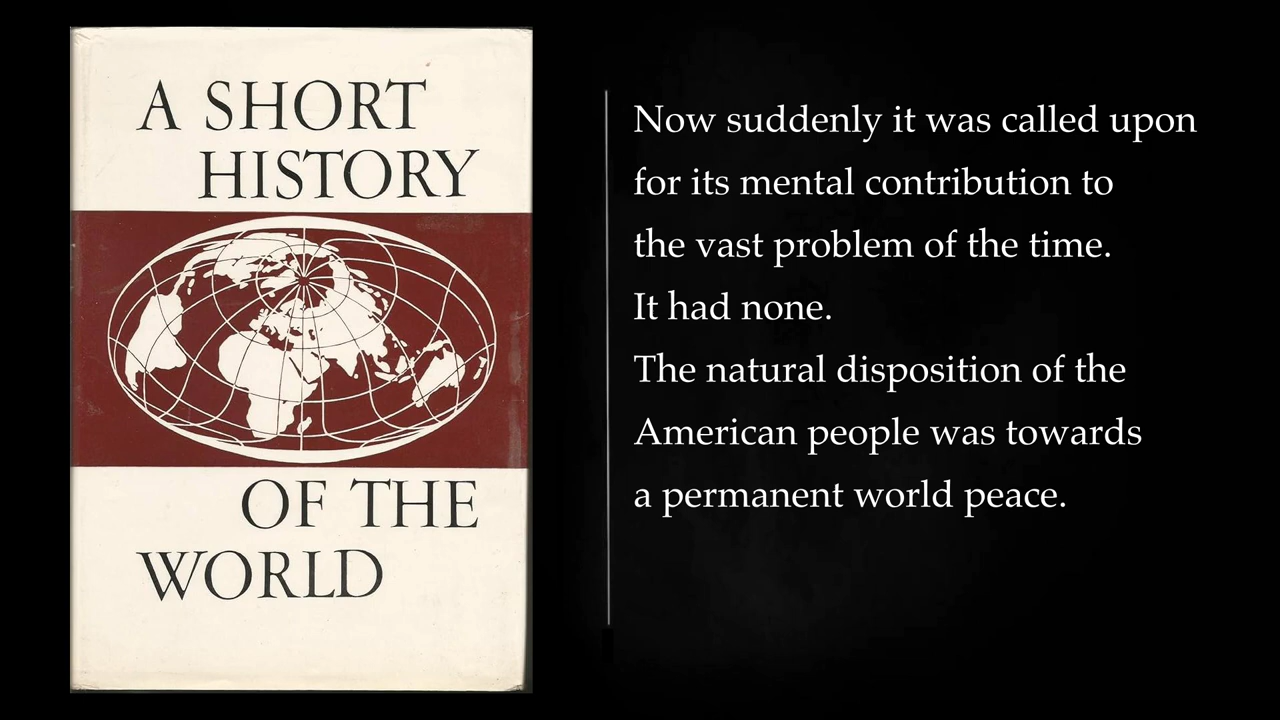 A SHORT
HISTORY
OF THE
WORLD
Now suddenly it was called upon
for its mental contribution to
the vast problem of the time.
It had none.
The natural disposition of the
American people was towards
a permanent world peace.